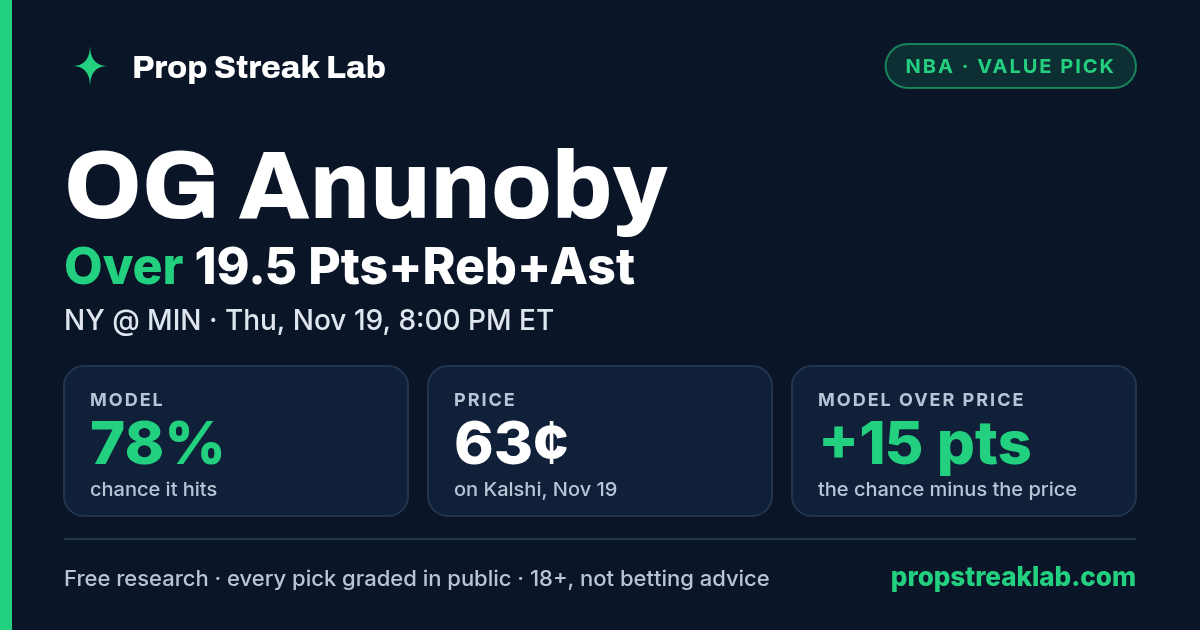 Prop Streak Lab
NBA · VALUE PICK
OG Anunoby
Over 19.5 Pts+Reb+Ast
NY @ MIN · Thu, Nov 19, 8:00 PM ET
MODEL
78%
chance it hits
PRICE
63¢
on Kalshi, Nov 19
MODEL OVER PRICE
+15 pts
the chance minus the price
Free research · every pick graded in public · 18+, not betting advice
propstreaklab.com